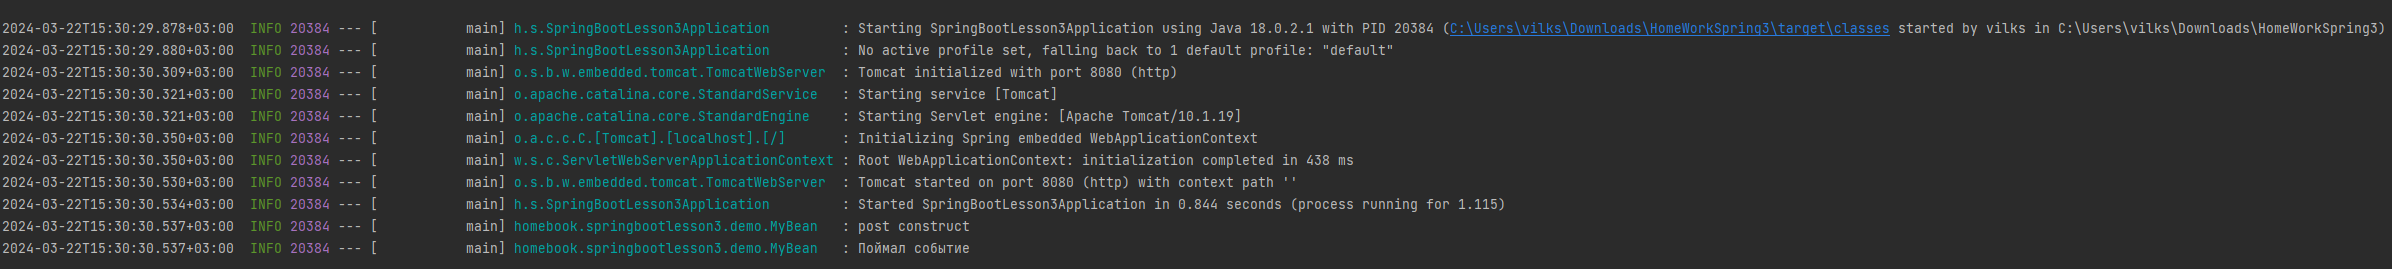 2024-03-22T15:30:29.878+03:00  INFO 20384 --- [           main] h.s.SpringBootLesson3Application         : Starting SpringBootLesson3Application using Java 18.0.2.1 with PID 20384 (C:\Users\vilks\Downloads\HomeWorkSpring3\target\classes started by vilks in C:\Users\vilks\Downloads\HomeWorkSpring3)
2024-03-22T15:30:29.880+03:00  INFO 20384 --- [           main] h.s.SpringBootLesson3Application         : No active profile set, falling back to 1 default profile: "default"
2024-03-22T15:30:30.309+03:00  INFO 20384 --- [           main] o.s.b.w.embedded.tomcat.TomcatWebServer  : Tomcat initialized with port 8080 (http)
2024-03-22T15:30:30.321+03:00  INFO 20384 --- [           main] o.apache.catalina.core.StandardService   : Starting service [Tomcat]
2024-03-22T15:30:30.321+03:00  INFO 20384 --- [           main] o.apache.catalina.core.StandardEngine    : Starting Servlet engine: [Apache Tomcat/10.1.19]
2024-03-22T15:30:30.350+03:00  INFO 20384 --- [           main] o.a.c.c.C.[Tomcat].[localhost].[/]       : Initializing Spring embedded WebApplicationContext
2024-03-22T15:30:30.350+03:00  INFO 20384 --- [           main] w.s.c.ServletWebServerApplicationContext : Root WebApplicationContext: initialization completed in 438 ms
2024-03-22T15:30:30.530+03:00  INFO 20384 --- [           main] o.s.b.w.embedded.tomcat.TomcatWebServer  : Tomcat started on port 8080 (http) with context path ''
2024-03-22T15:30:30.534+03:00  INFO 20384 --- [           main] h.s.SpringBootLesson3Application         : Started SpringBootLesson3Application in 0.844 seconds (process running for 1.115)
2024-03-22T15:30:30.537+03:00  INFO 20384 --- [           main] homebook.springbootlesson3.demo.MyBean   : post construct
2024-03-22T15:30:30.537+03:00  INFO 20384 --- [           main] homebook.springbootlesson3.demo.MyBean   : Поймал событие